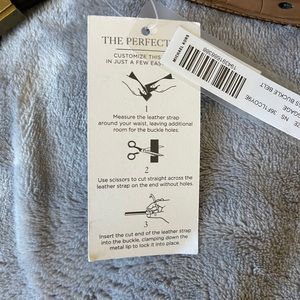 THE PERFECT
CUSTOMIZE THIS
IN JUST A FEW EAS
1
Measure the leather strap
around your waist, leaving additional
room for the buckle holes.
2
Use scissors to cut straight across the
leather strap on the end without holes.
3
Insert the cut end of the leather strap
into the buckle, clamping down the
metal lip to lock it into place.
MICHAEL KORS
S BUCKLE BELT